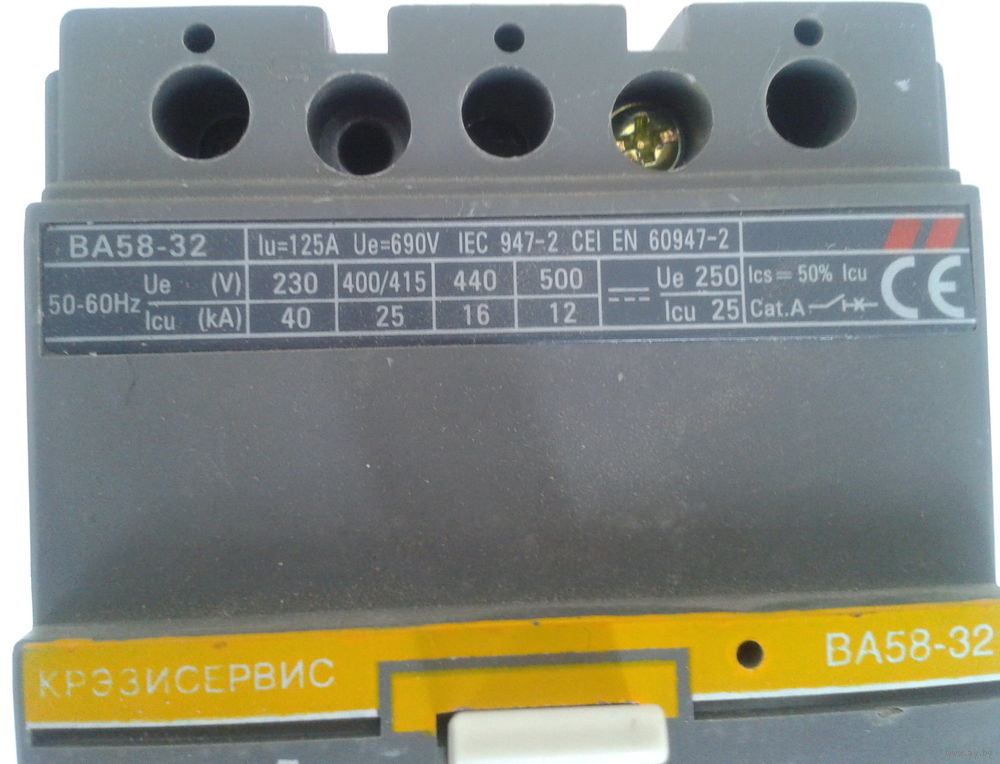 ВА58-32 Iu=125A Ue=690V IEC 947-2 CEI EN 60947-2
50-60Hz Ue (V) 230 400/415 440 500 Ue 250 Ics = 50% Icu CE
Icu (kA) 40 25 16 12 Icu 25 Cat.A
КРЭЗИСЕРВИС ВА58-32